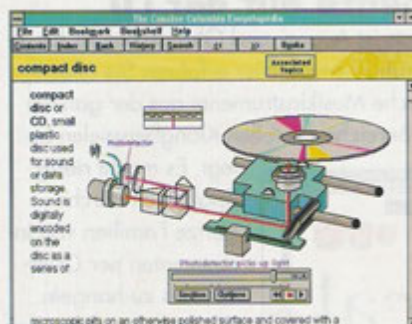 The Concise Columbia Encyclopedia
File Edit Bookmark Bookshelf Help
Contents Index Back History Search << >> Books
compact disc
Associated Topics
compact
disc or
CD, small
plastic
disc used
for sound
or data
storage.
Sound is
digitally
encoded
on the
disc as a
series of
Photodetector
Photodetector picks up light
Options
microscopic pits on an otherwise polished surface and covered with a